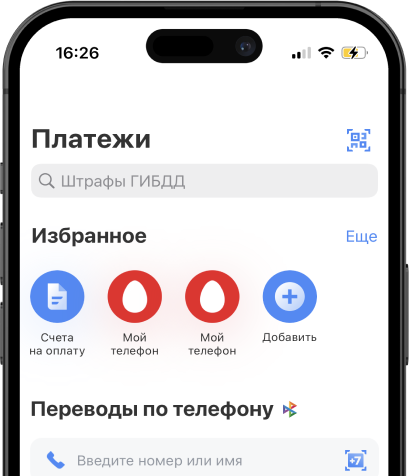 16:26
Платежи
Штрафы ГИБДД
Избранное
Еще
Счета
на оплату
Мой
телефон
Мой
телефон
Добавить
Переводы по телефону
Введите номер или имя
+7